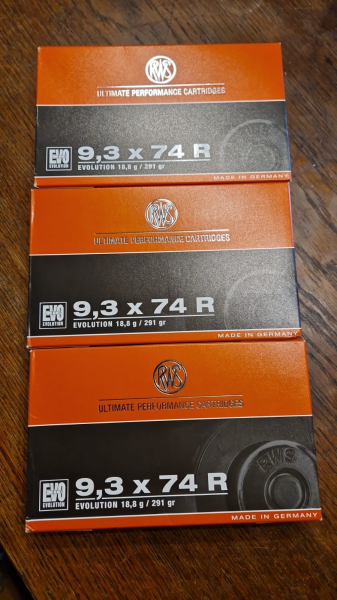 RWS
ULTIMATE PERFORMANCE CARTRIDGES
EVO
EVOLUTION
9,3 x 74 R
EVOLUTION 18,8 g / 291 gr
MADE IN GERMANY
RWS
ULTIMATE PERFORMANCE CARTRIDGES
EVO
EVOLUTION
9,3 x 74 R
EVOLUTION 18,8 g / 291 gr
MADE IN GERMANY
RWS
ULTIMATE PERFORMANCE CARTRIDGES
RWS
EVO
EVOLUTION
9,3 x 74 R
EVOLUTION 18,8 g / 291 gr
MADE IN GERMANY